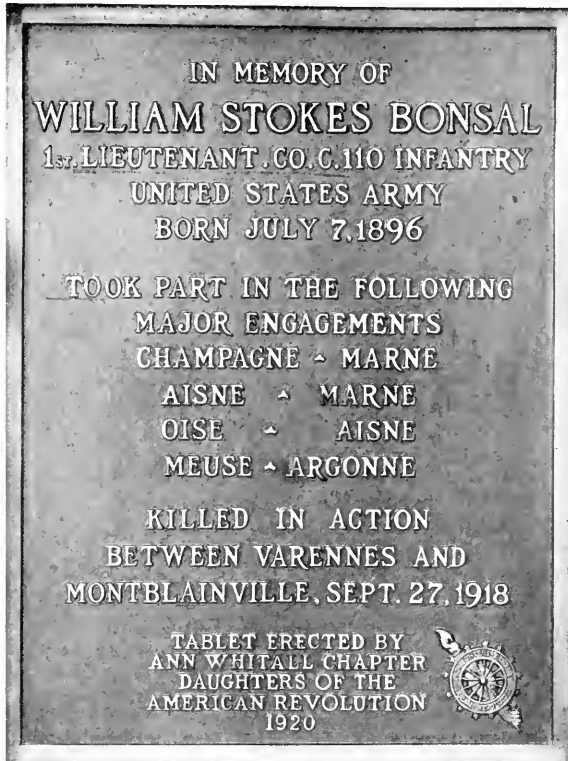 IN MEMORY OF
WILLIAM STOKES BONSAL
1ST. LIEUTENANT. CO. C. 110 INFANTRY
UNITED STATES ARMY
BORN JULY 7, 1896
TOOK PART IN THE FOLLOWING
MAJOR ENGAGEMENTS
CHAMPAGNE - MARNE
AISNE - MARNE
OISE - AISNE
MEUSE - ARGONNE
KILLED IN ACTION
BETWEEN VARENNES AND
MONTBLAINVILLE, SEPT. 27, 1918
TABLET ERECTED BY
ANN WHITALL CHAPTER
DAUGHTERS OF THE
AMERICAN REVOLUTION
1920